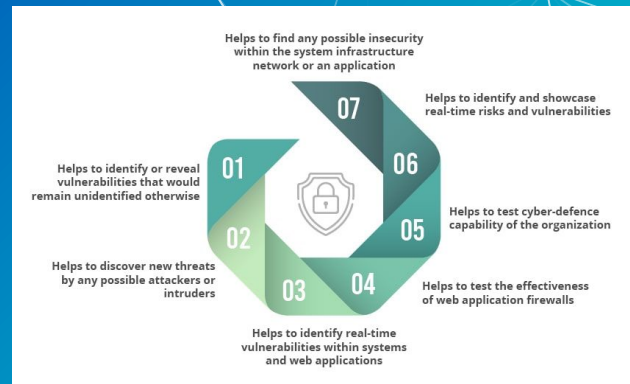 Helps to find any possible insecurity
within the system infrastructure
network or an application
07
Helps to identify and showcase
real-time risks and vulnerabilities
06
01
Helps to identify or reveal
vulnerabilities that would
remain unidentified otherwise
Helps to test cyber-defence
capability of the organization
05
02
Helps to discover new threats
by any possible attackers or
intruders
03
04
Helps to test the effectiveness
of web application firewalls
Helps to identify real-time
vulnerabilities within systems
and web applications